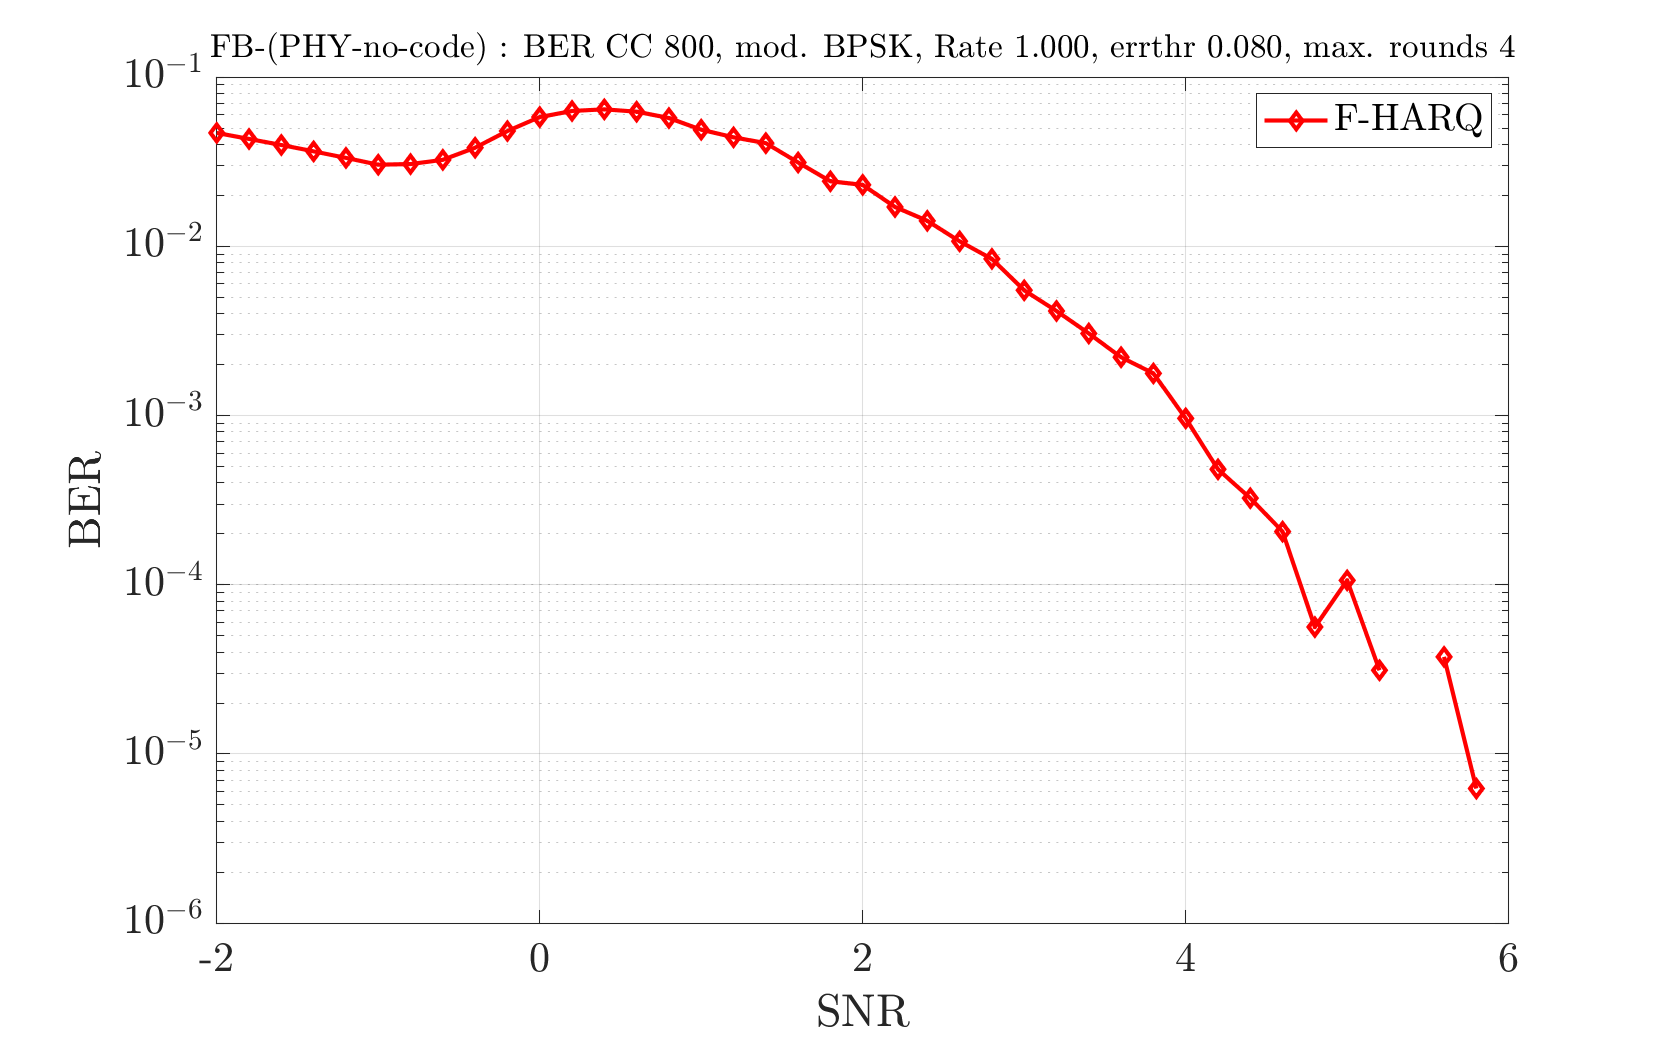 FB-(PHY-no-code) : BER CC 800, mod. BPSK, Rate 1.000, errthr 0.080, max. rounds 4
F-HARQ
10^{-1}
10^{-2}
10^{-3}
10^{-4}
10^{-5}
10^{-6}
BER
-2 0 2 4 6
SNR